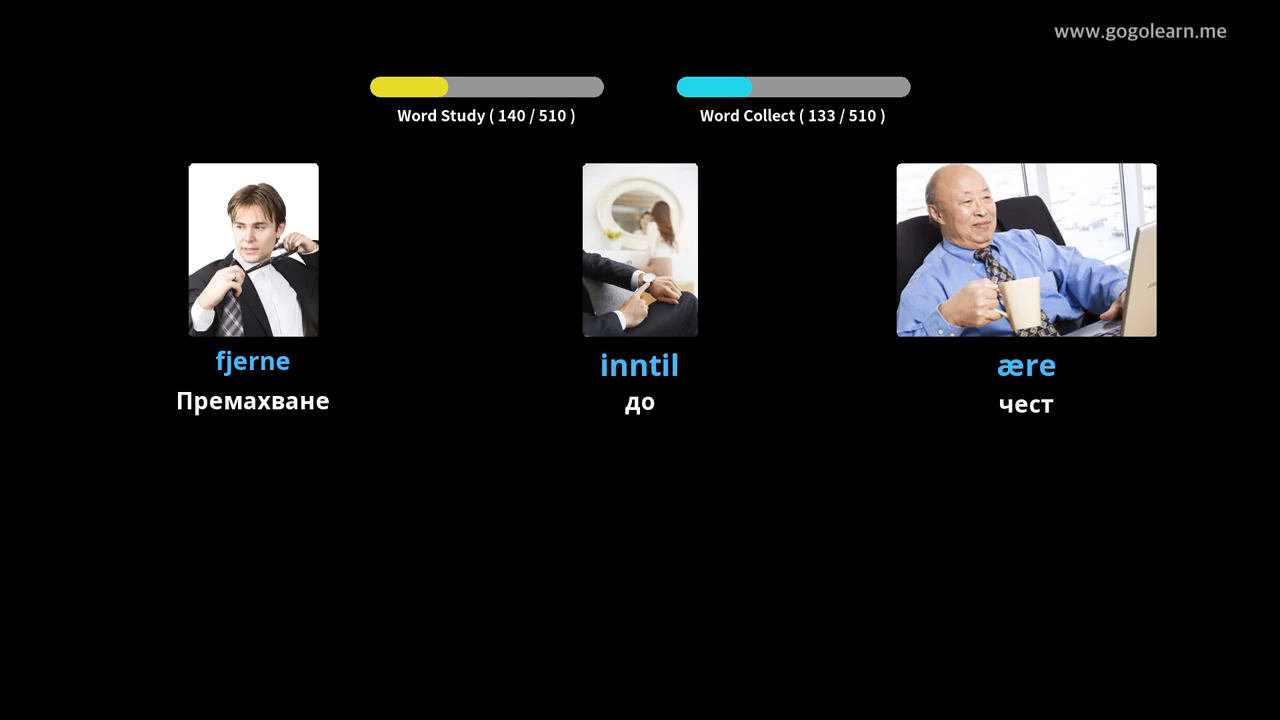 www.gogolearn.me
Word Study ( 140 / 510 )
Word Collect ( 133 / 510 )
fjerne
inntil
ære
Премахване
до
чест